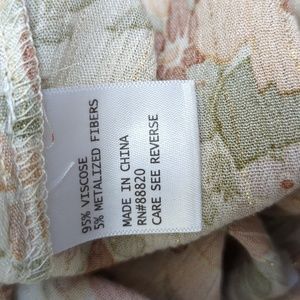 95% VISCOSE
5% METALIZED FIBERS
MADE IN CHINA
RN#88820
CARE SEE REVERSE